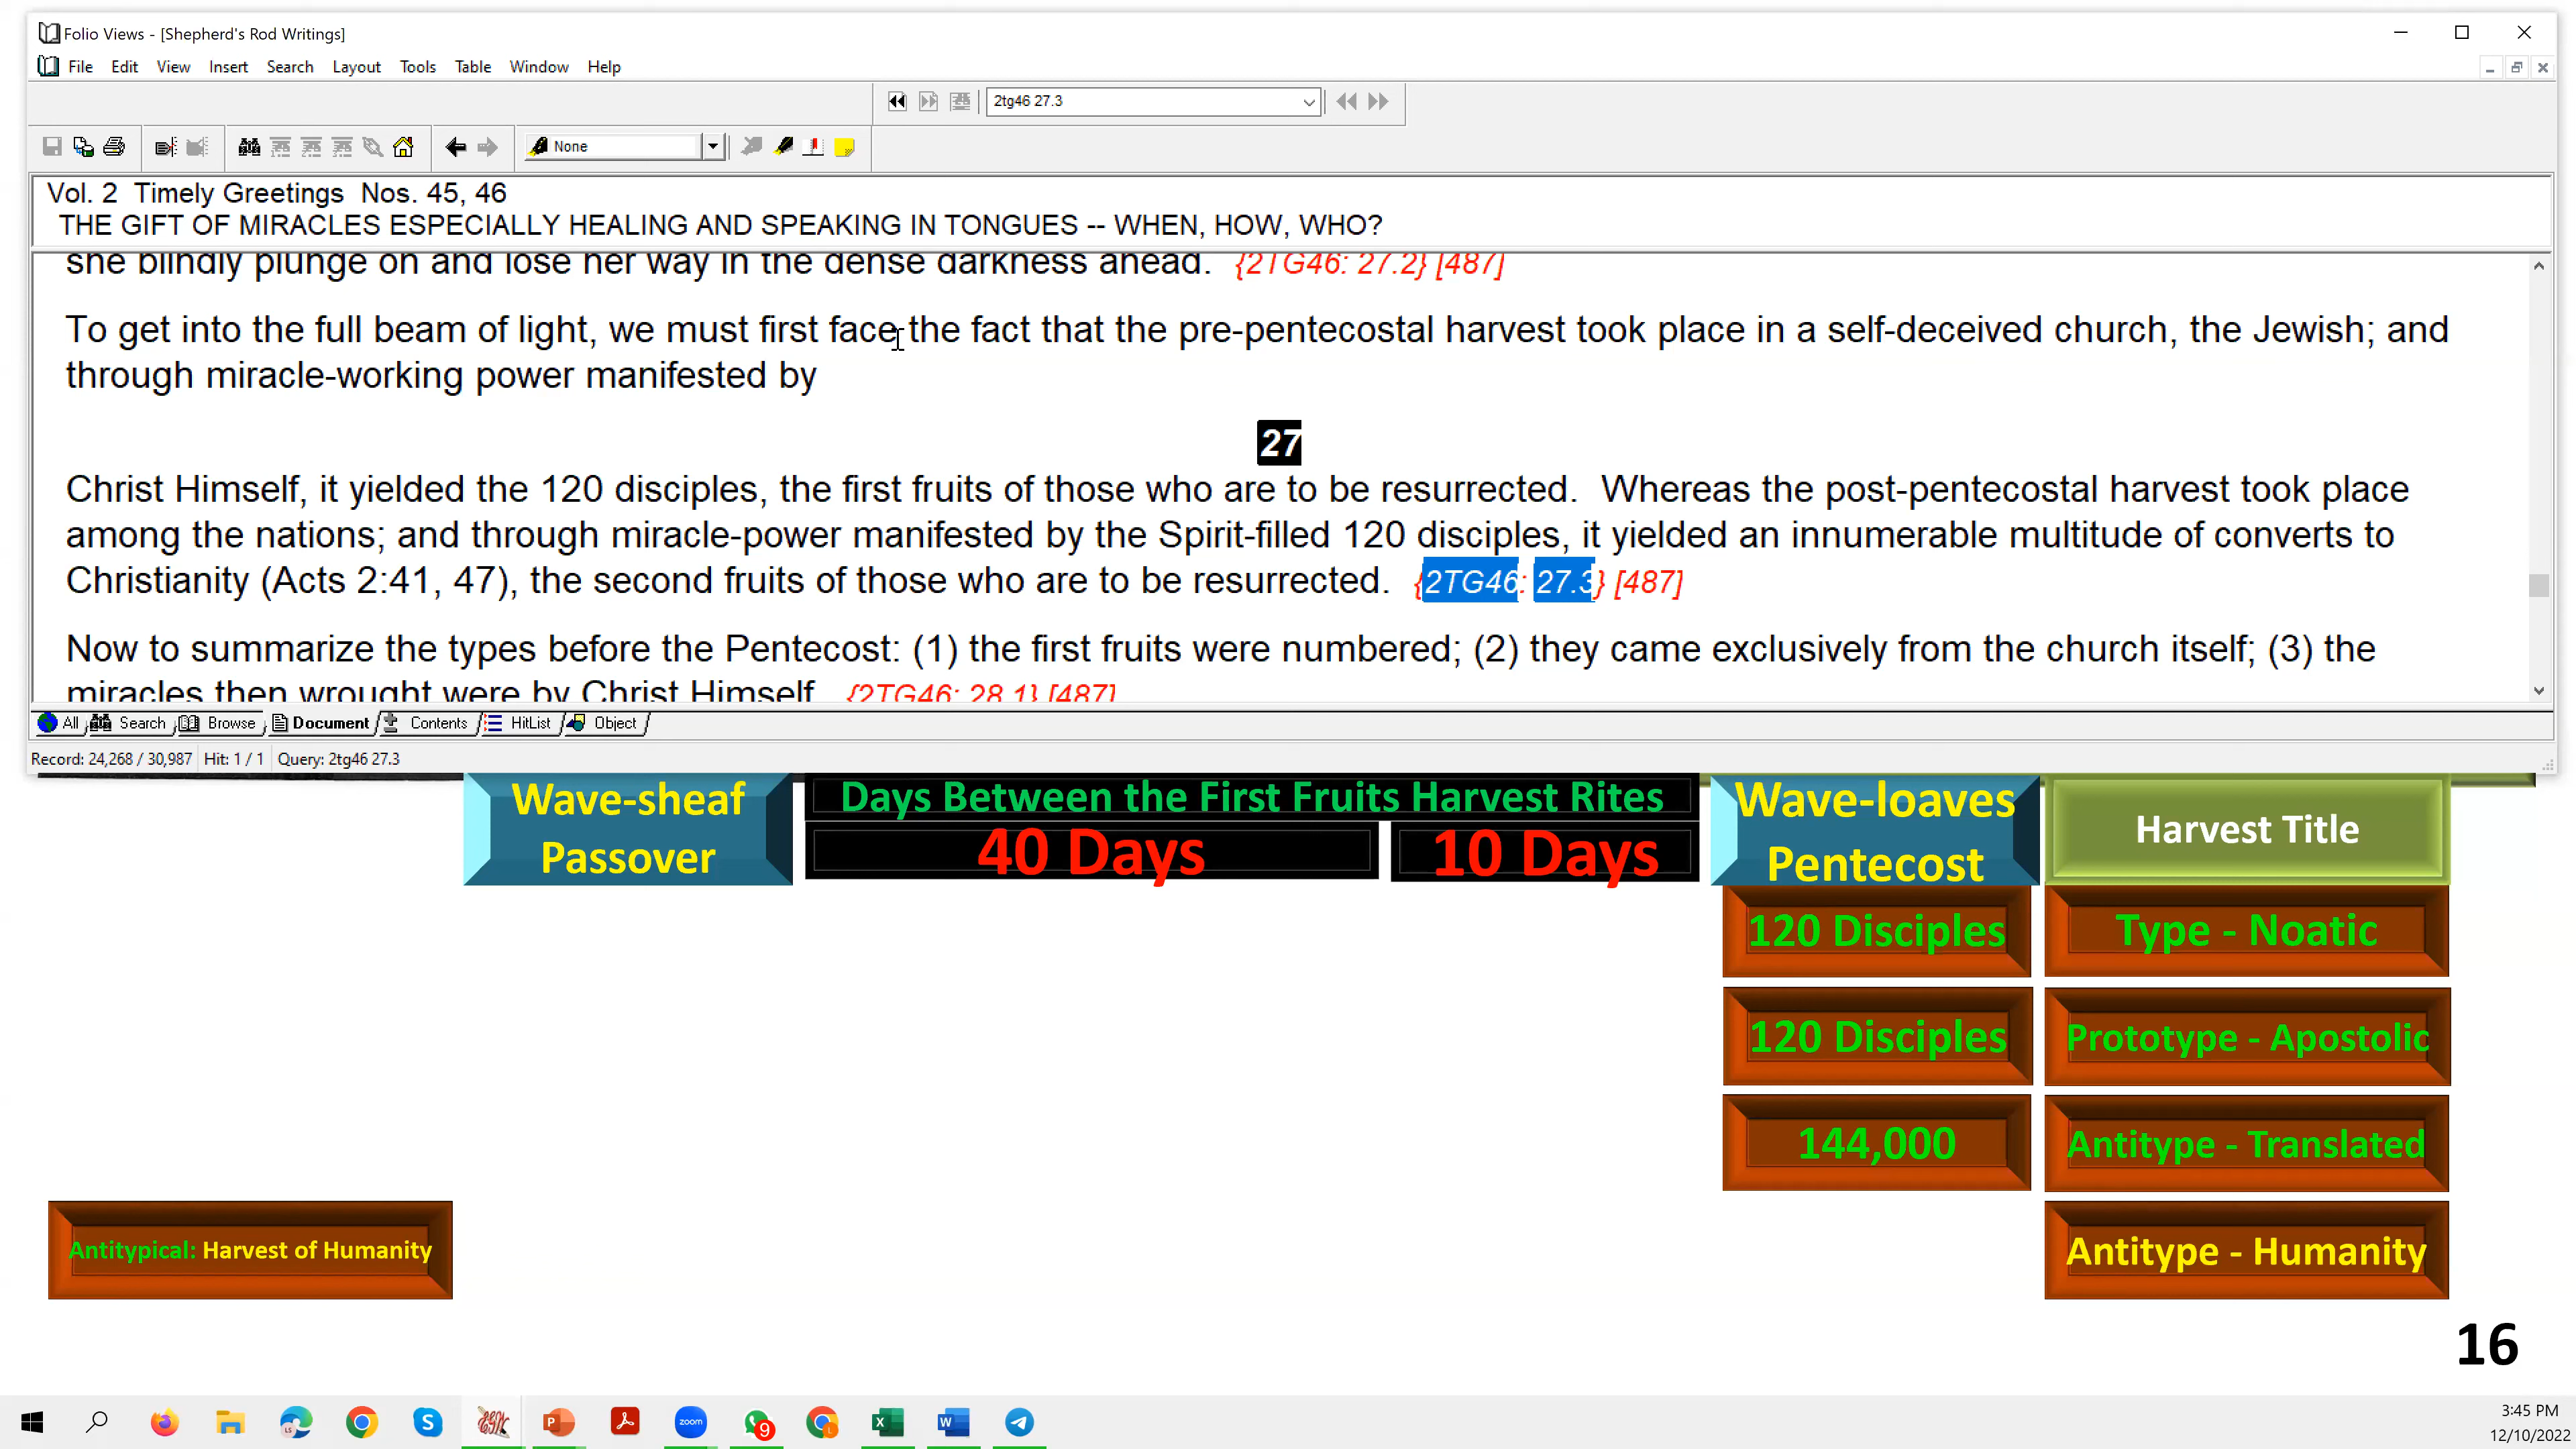 Folio Views - [Shepherd's Rod Writings]
File Edit View Insert Search Layout Tools Table Window Help
2tg46 27.3
None
Vol. 2 Timely Greetings Nos. 45, 46
THE GIFT OF MIRACLES ESPECIALLY HEALING AND SPEAKING IN TONGUES -- WHEN, HOW, WHO?
she blindly plunge on and lose her way in the dense darkness ahead. {2TG46: 27.2} [487]
To get into the full beam of light, we must first face the fact that the pre-pentecostal harvest took place in a self-deceived church, the Jewish; and
through miracle-working power manifested by
27
Christ Himself, it yielded the 120 disciples, the first fruits of those who are to be resurrected. Whereas the post-pentecostal harvest took place
among the nations; and through miracle-power manifested by the Spirit-filled 120 disciples, it yielded an innumerable multitude of converts to
Christianity (Acts 2:41, 47), the second fruits of those who are to be resurrected. {2TG46: 27.3} [487]
Now to summarize the types before the Pentecost: (1) the first fruits were numbered; (2) they came exclusively from the church itself; (3) the
miracles then wrought were by Christ Himself. {2TG46: 28.1} [487]
All Search Browse Document Contents HitList Object
Record: 24,268 / 30,987 Hit: 1 / 1 Query: 2tg46 27.3
Wave-sheaf
Passover
Days Between the First Fruits Harvest Rites
40 Days
10 Days
Wave-loaves
Pentecost
Harvest Title
120 Disciples
Type - Noatic
120 Disciples
Prototype - Apostolic
144,000
Antitype - Translated
Antitypical: Harvest of Humanity
Antitype - Humanity
16
LS
S
P
zoom
9
L
X
W
3:45 PM
12/10/2022